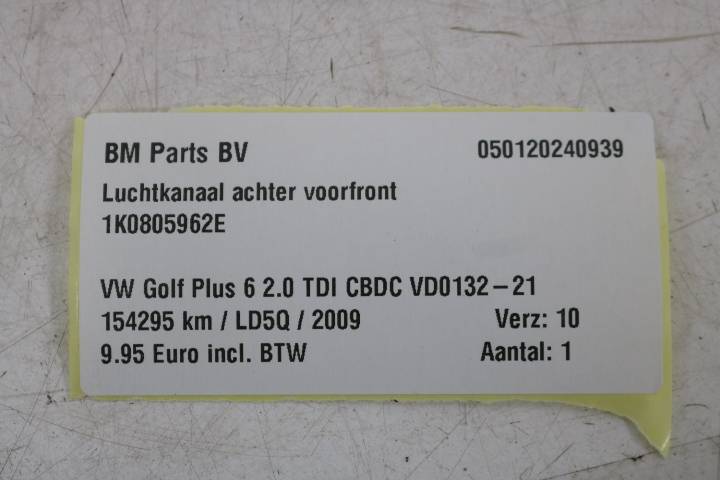 BM Parts BV 050120240939
Luchtkanaal achter voorfront
1K0805962E
VW Golf Plus 6 2.0 TDI CBDC VD0132-21
154295 km / LD5Q / 2009 Verz: 10
9.95 Euro incl. BTW Aantal: 1